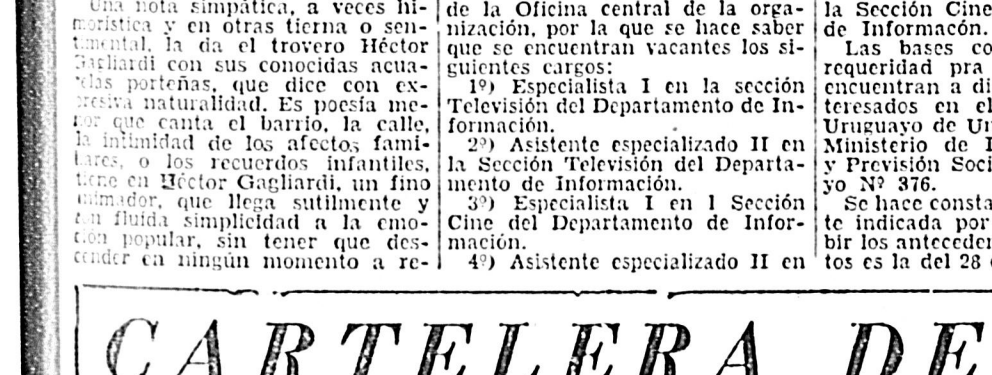 Una nota simpática, a veces hi-
morística y en otras tierna o sen-
timental, la da el trovero Héctor
Gagliardi con sus conocidas acua-
relas porteñas, que dice con ex-
presiva naturalidad. Es poesía me-
nor que canta el barrio, la calle,
la intimidad de los afectos fami-
liares, o los recuerdos infantiles,
tiene en Héctor Gagliardi, un fino
animador, que llega sutilmente y
con fluída simplicidad a la emo-
ción popular, sin tener que des-
cender en ningún momento a re-
de la Oficina central de la orga-
nización, por la que se hace saber
que se encuentran vacantes los si-
guientes cargos:
1º) Especialista I en la sección
Televisión del Departamento de In-
formación.
2º) Asistente especializado II en
la Sección Televisión del Departa-
mento de Información.
3º) Especialista I en l Sección
Cine del Departamento de Infor-
mación.
4º) Asistente especializado II en
la Sección Cine
de Informacón.
Las bases co
requeridad pra
encuentran a di
teresados en el
Uruguayo de Ur
Ministerio de I
y Previsión Soci
yo Nº 376.
Se hace consta
te indicada por
bir los anteceden
tos es la del 28
CARTELERA DE